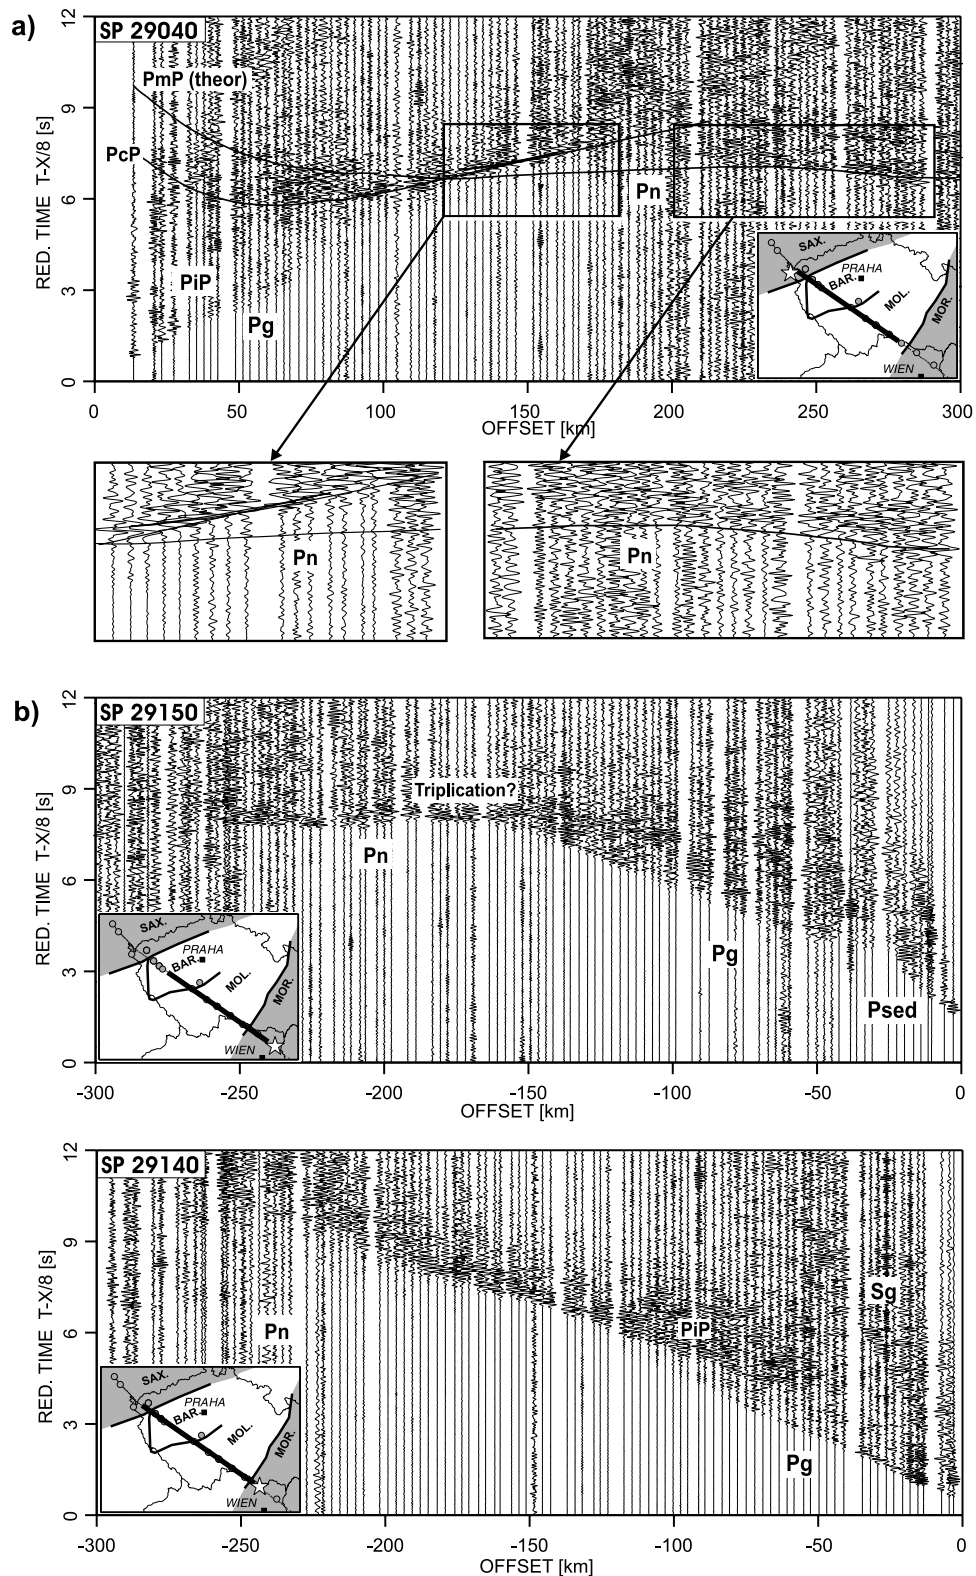 a)
SP 29040
RED. TIME T-X/8 [s]
12
9
6
3
0
PmP (theor)
PcP
PiP
Pg
Pn
SAX.
PRAHA
BAR.
MOL.
MOR.
WIEN
0 50 100 150 200 250 300
OFFSET [km]
Pn
Pn
b)
SP 29150
RED. TIME T-X/8 [s]
12
9
6
3
0
Triplication?
Pn
Pg
Psed
SAX.
PRAHA
BAR.
MOL.
MOR.
WIEN
-300 -250 -200 -150 -100 -50 0
OFFSET [km]
SP 29140
RED. TIME T-X/8 [s]
12
9
6
3
0
Sg
Pn
PiP
Pg
SAX.
PRAHA
BAR.
MOL.
MOR.
WIEN
-300 -250 -200 -150 -100 -50 0
OFFSET [km]